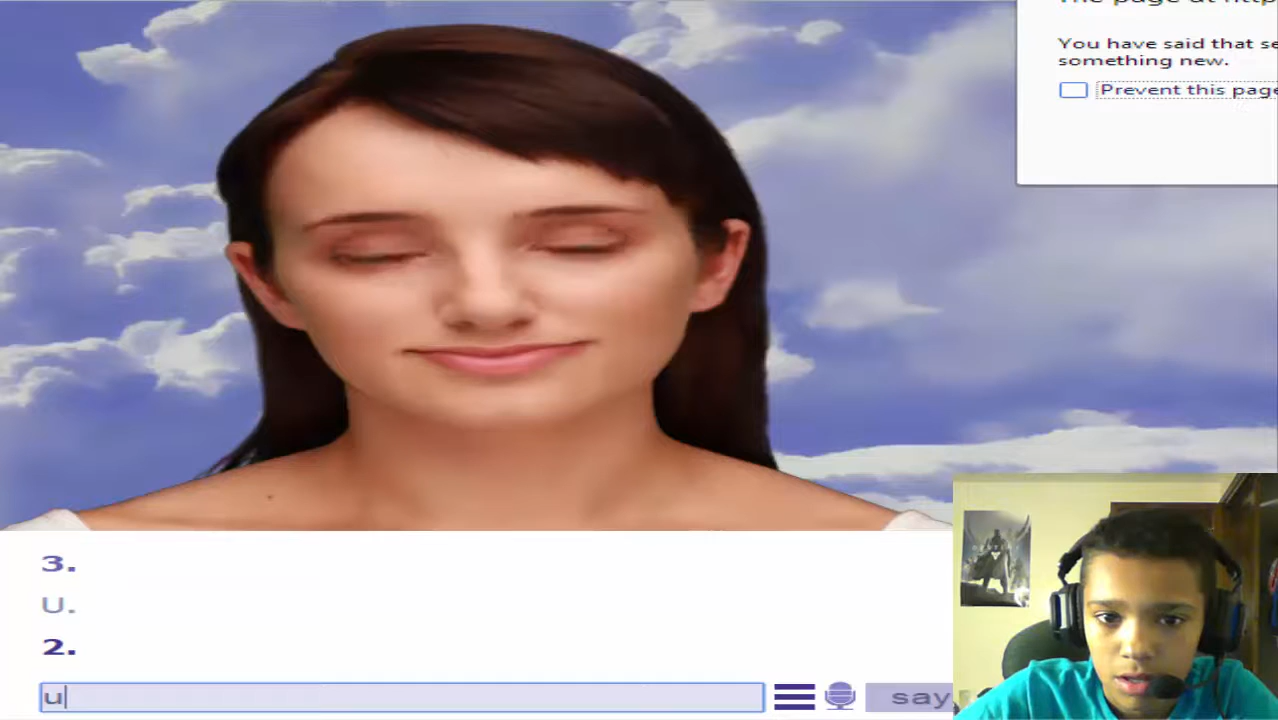 You have said that se
something new.
Prevent this page
3.
U.
2.
u
say